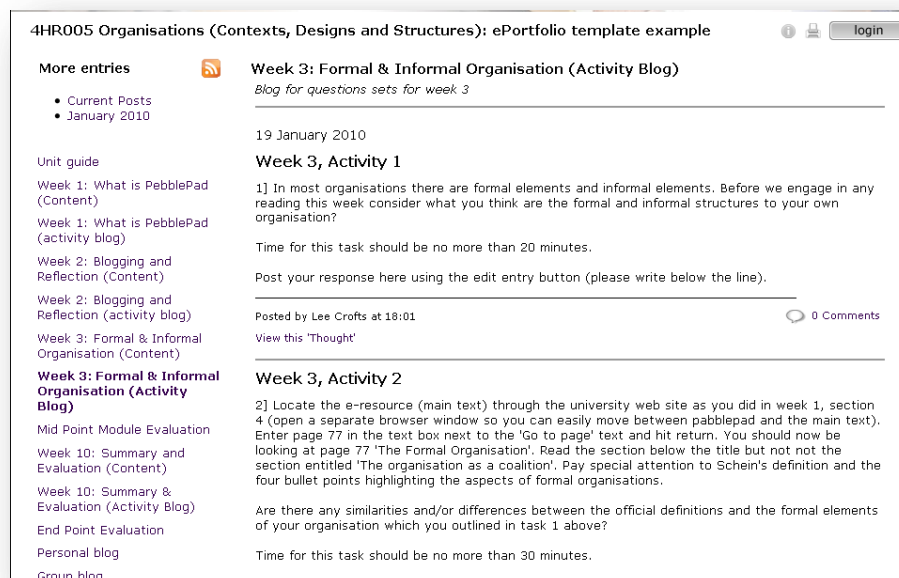 4HR005 Organisations (Contexts, Designs and Structures): ePortfolio template example
login
More entries
Current Posts
January 2010
Unit guide
Week 1: What is PebblePad
(Content)
Week 1: What is PebblePad
(activity blog)
Week 2: Blogging and
Reflection (Content)
Week 2: Blogging and
Reflection (activity blog)
Week 3: Formal & Informal
Organisation (Content)
Week 3: Formal & Informal
Organisation (Activity
Blog)
Mid Point Module Evaluation
Week 10: Summary and
Evaluation (Content)
Week 10: Summary &
Evaluation (Activity Blog)
End Point Evaluation
Personal blog
Group blog
Week 3: Formal & Informal Organisation (Activity Blog)
Blog for questions sets for week 3
19 January 2010
Week 3, Activity 1
1] In most organisations there are formal elements and informal elements. Before we engage in any
reading this week consider what you think are the formal and informal structures to your own
organisation?
Time for this task should be no more than 20 minutes.
Post your response here using the edit entry button (please write below the line).
Posted by Lee Crofts at 18:01
0 Comments
View this 'Thought'
Week 3, Activity 2
2] Locate the e-resource (main text) through the university web site as you did in week 1, section
4 (open a separate browser window so you can easily move between pabblepad and the main text).
Enter page 77 in the text box next to the 'Go to page' text and hit return. You should now be
looking at page 77 'The Formal Organisation'. Read the section below the title but not not the
section entitled 'The organisation as a coalition'. Pay special attention to Schein's definition and the
four bullet points highlighting the aspects of formal organisations.
Are there any similarities and/or differences between the official definitions and the formal elements
of your organisation which you outlined in task 1 above?
Time for this task should be no more than 30 minutes.